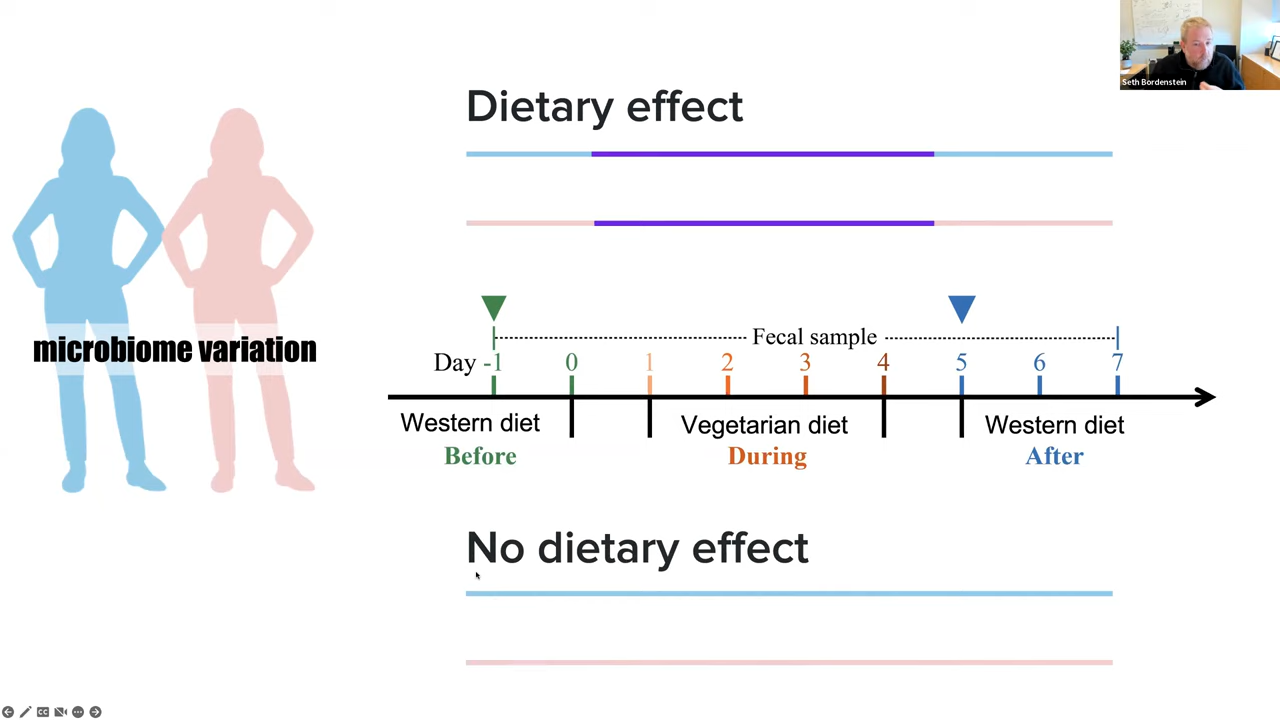 Seth Bordenstein
Dietary effect
microbiome variation
Fecal sample
Day -1 0 1 2 3 4 5 6 7
Western diet Vegetarian diet Western diet
Before During After
No dietary effect
CC